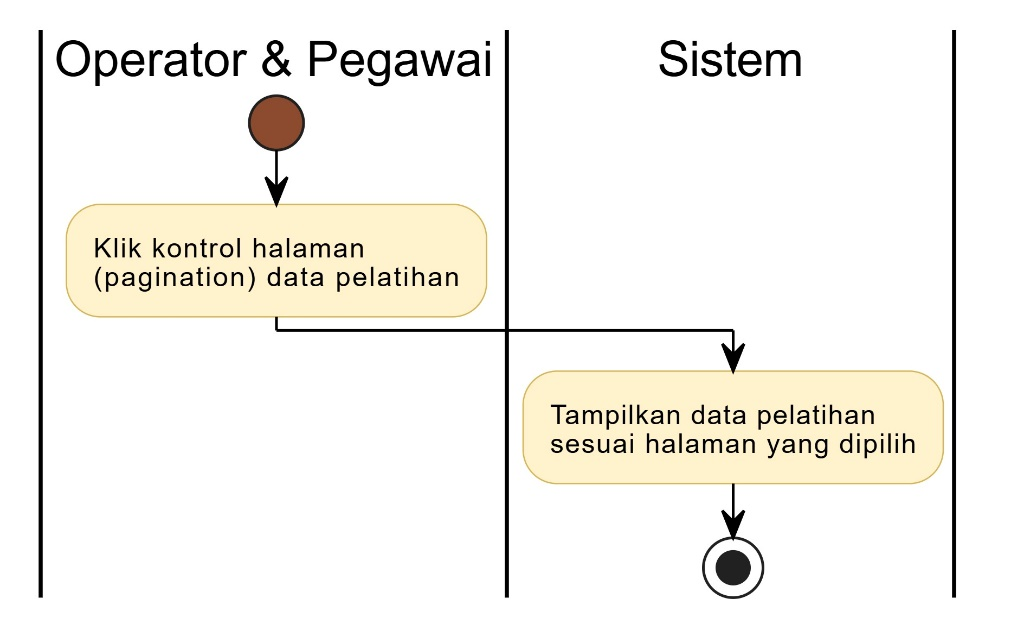 Operator & Pegawai
Sistem
Klik kontrol halaman
(pagination) data pelatihan
Tampilkan data pelatihan
sesuai halaman yang dipilih